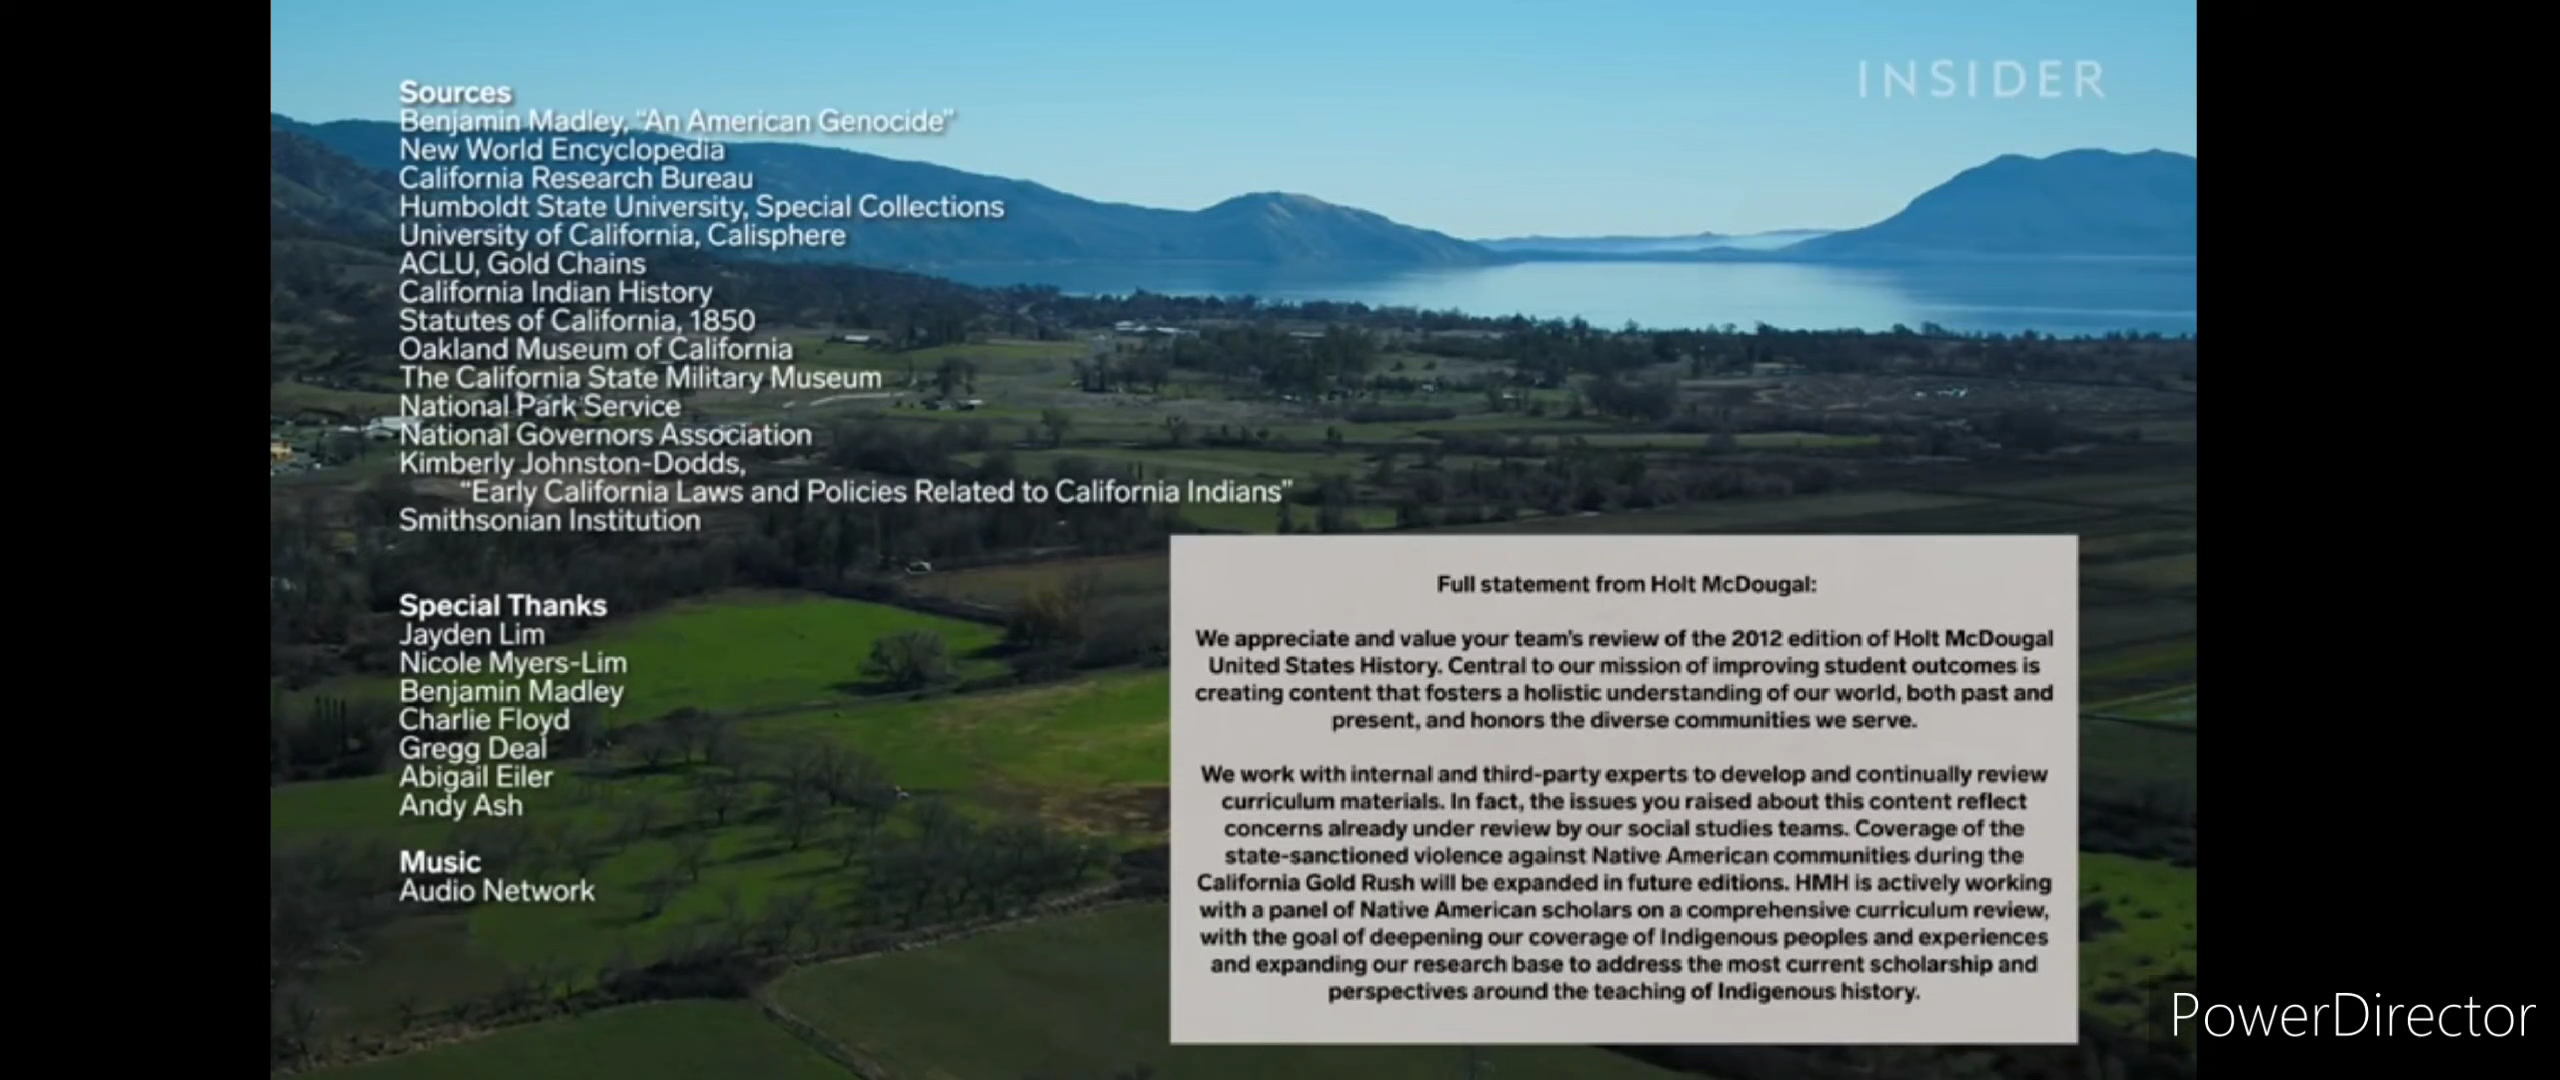 INSIDER
Sources
Benjamin Madley, “An American Genocide”
New World Encyclopedia
California Research Bureau
Humboldt State University, Special Collections
University of California, Calisphere
ACLU, Gold Chains
California Indian History
Statutes of California, 1850
Oakland Museum of California
The California State Military Museum
National Park Service
National Governors Association
Kimberly Johnston-Dodds,
“Early California Laws and Policies Related to California Indians”
Smithsonian Institution
Special Thanks
Jayden Lim
Nicole Myers-Lim
Benjamin Madley
Charlie Floyd
Gregg Deal
Abigail Eiler
Andy Ash
Music
Audio Network
Full statement from Holt McDougal:
We appreciate and value your team's review of the 2012 edition of Holt McDougal
United States History. Central to our mission of improving student outcomes is
creating content that fosters a holistic understanding of our world, both past and
present, and honors the diverse communities we serve.
We work with internal and third-party experts to develop and continually review
curriculum materials. In fact, the issues you raised about this content reflect
concerns already under review by our social studies teams. Coverage of the
state-sanctioned violence against Native American communities during the
California Gold Rush will be expanded in future editions. HMH is actively working
with a panel of Native American scholars on a comprehensive curriculum review,
with the goal of deepening our coverage of Indigenous peoples and experiences
and expanding our research base to address the most current scholarship and
perspectives around the teaching of Indigenous history.
PowerDirector